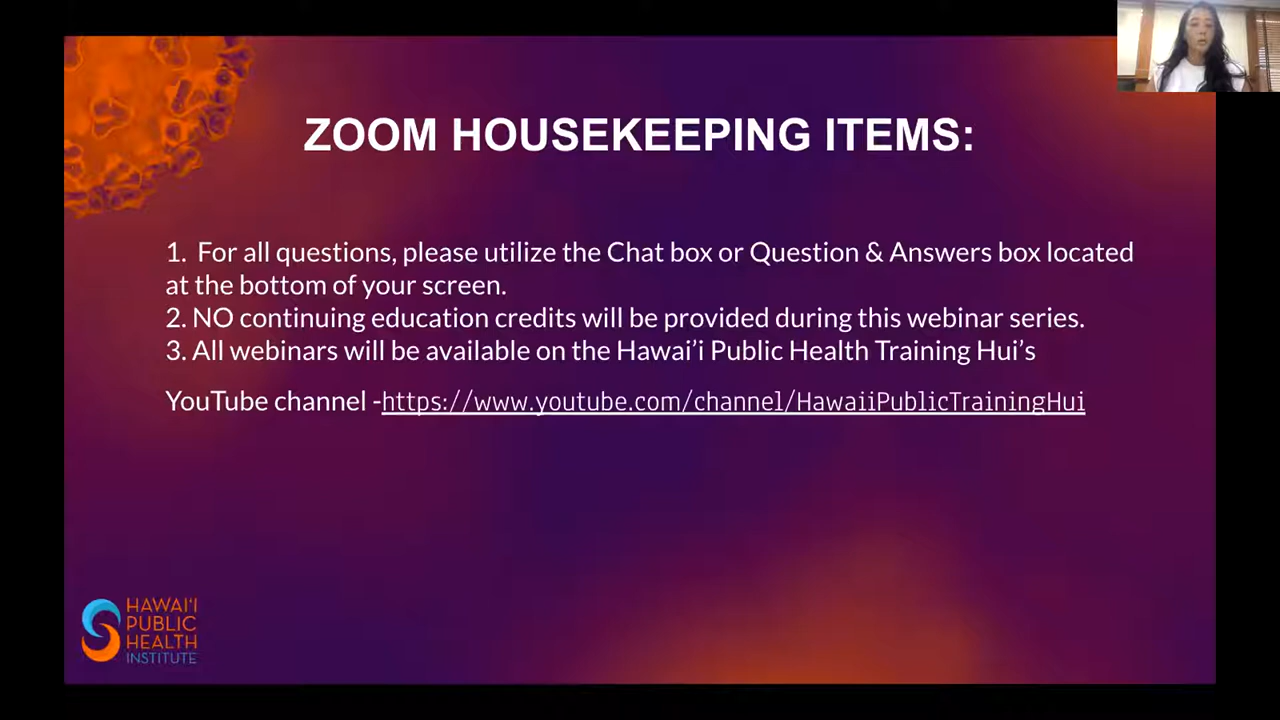 ZOOM HOUSEKEEPING ITEMS:
1. For all questions, please utilize the Chat box or Question & Answers box located
at the bottom of your screen.
2. NO continuing education credits will be provided during this webinar series.
3. All webinars will be available on the Hawai’i Public Health Training Hui’s
YouTube channel -https://www.youtube.com/channel/HawaiiPublicTrainingHui
HAWAI‘I
PUBLIC
HEALTH
INSTITUTE